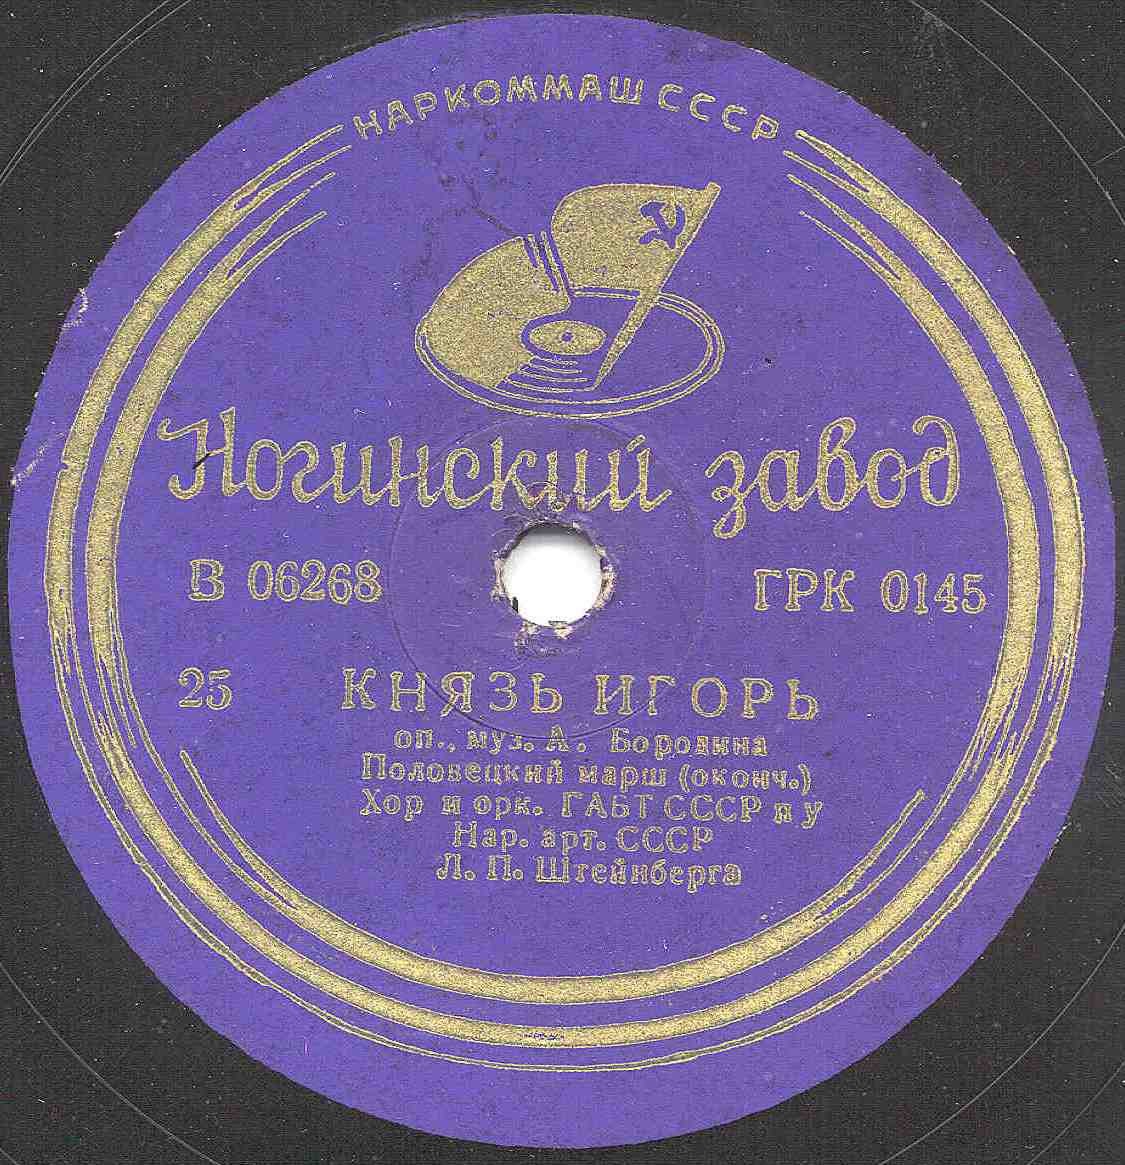 НАРКОММАШ СССР
Ногинский завод
В 06268 ГРК 0145
25 КНЯЗЬ ИГОРЬ
оп., муз. А. Бородина
Половецкий марш (оконч.)
Хор и орк. ГАБТ СССР п у
Нар. арт. СССР
Л. П. Штейнберга